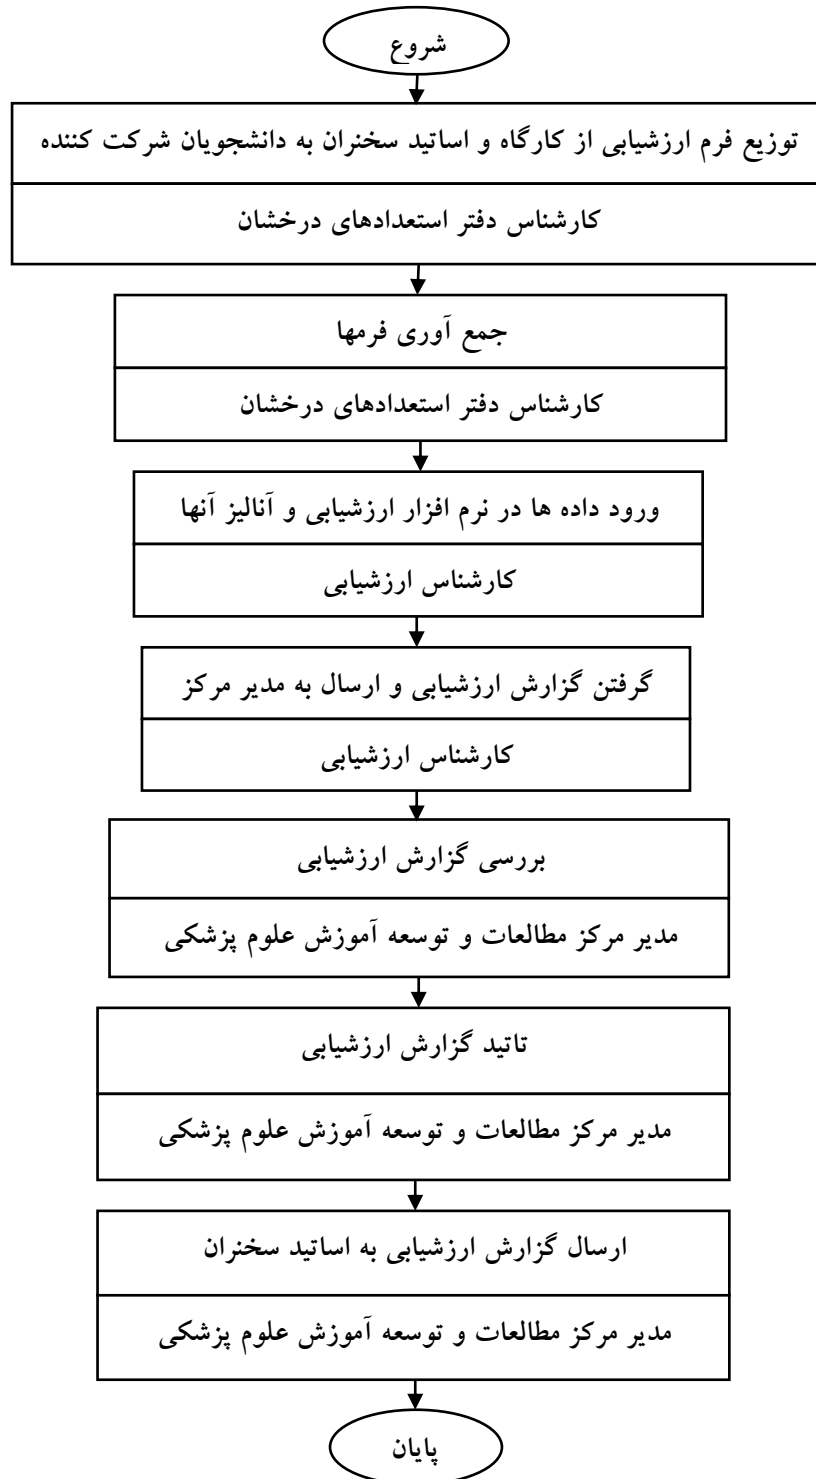 شروع
توزیع فرم ارزشیابی از کارگاه و اساتید سخنران به دانشجویان شرکت کننده
کارشناس دفتر استعدادهای درخشان
جمع آوری فرمها
کارشناس دفتر استعدادهای درخشان
ورود داده ها در نرم افزار ارزشیابی و آنالیز آنها
کارشناس ارزشیابی
گرفتن گزارش ارزشیابی و ارسال به مدیر مرکز
کارشناس ارزشیابی
بررسی گزارش ارزشیابی
مدیر مرکز مطالعات و توسعه آموزش علوم پزشکی
تاتید گزارش ارزشیابی
مدیر مرکز مطالعات و توسعه آموزش علوم پزشکی
ارسال گزارش ارزشیابی به اساتید سخنران
مدیر مرکز مطالعات و توسعه آموزش علوم پزشکی
پایان